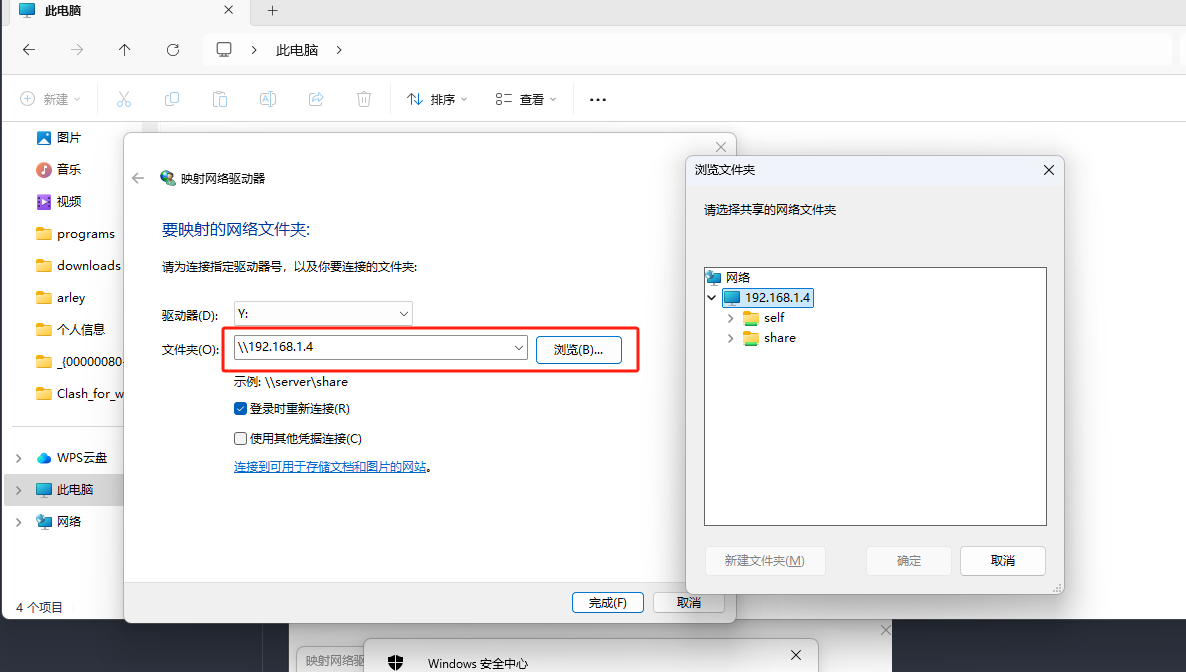 此电脑
此电脑
新建
排序
查看
图片
音乐
视频
programs
downloads
arley
个人信息
_{00000080-
Clash_for_w
WPS云盘
此电脑
网络
4 个项目
映射网络驱动器
要映射的网络文件夹:
请为连接指定驱动器号，以及你要连接的文件夹:
驱动器(D): Y:
文件夹(O): \\192.168.1.4 浏览(B)...
示例: \\server\share
登录时重新连接(R)
使用其他凭据连接(C)
连接到可用于存储文档和图片的网站。
完成(F) 取消
浏览文件夹
请选择共享的网络文件夹
网络
192.168.1.4
self
share
新建文件夹(M) 确定 取消
映射网络驱
Windows 安全中心